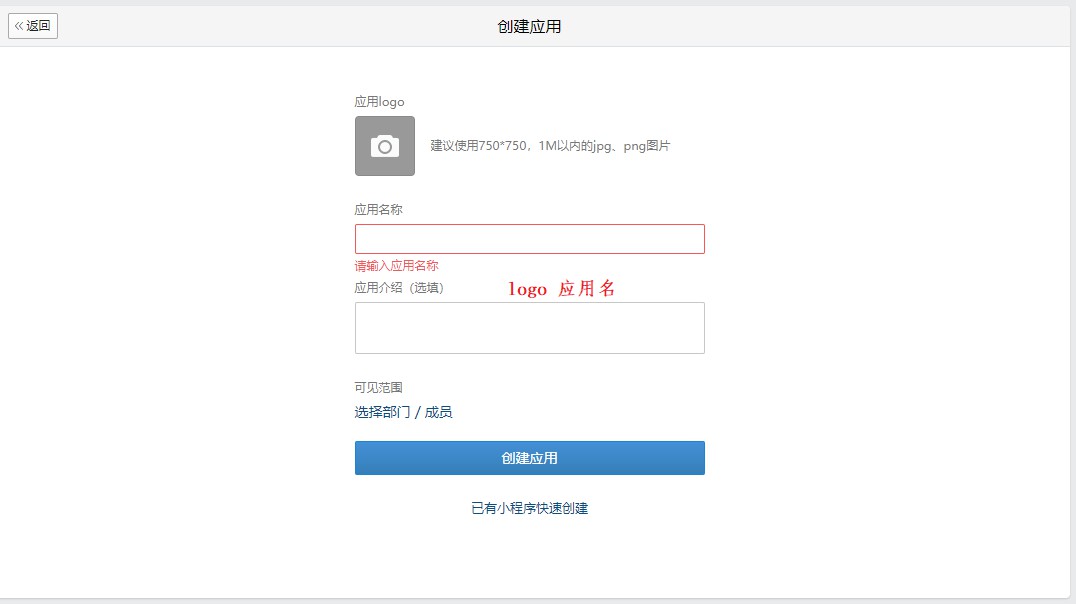 返回
创建应用
应用logo
建议使用750*750，1M以内的jpg、png图片
应用名称
请输入应用名称
应用介绍（选填）
logo 应用名
可见范围
选择部门 / 成员
创建应用
已有小程序快速创建